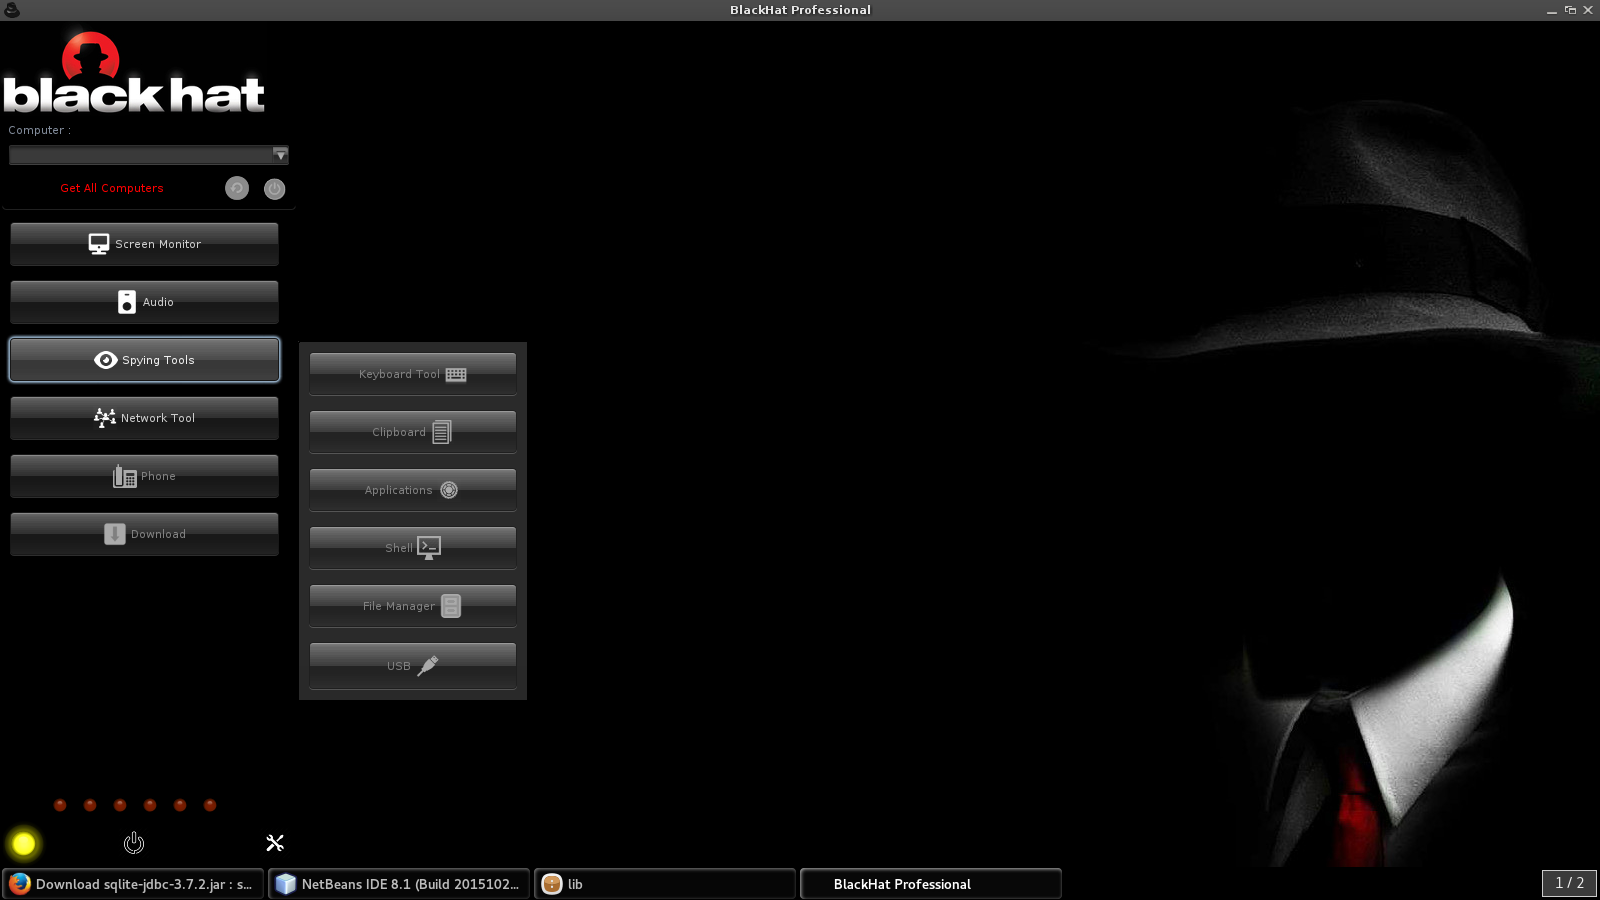 BlackHat Professional
black hat
Computer :
Get All Computers
Screen Monitor
Audio
Spying Tools
Network Tool
Phone
Download
Keyboard Tool
Clipboard
Applications
Shell
File Manager
USB
Download sqlite-jdbc-3.7.2.jar : s...
NetBeans IDE 8.1 (Build 2015102...
lib
BlackHat Professional
1 / 2